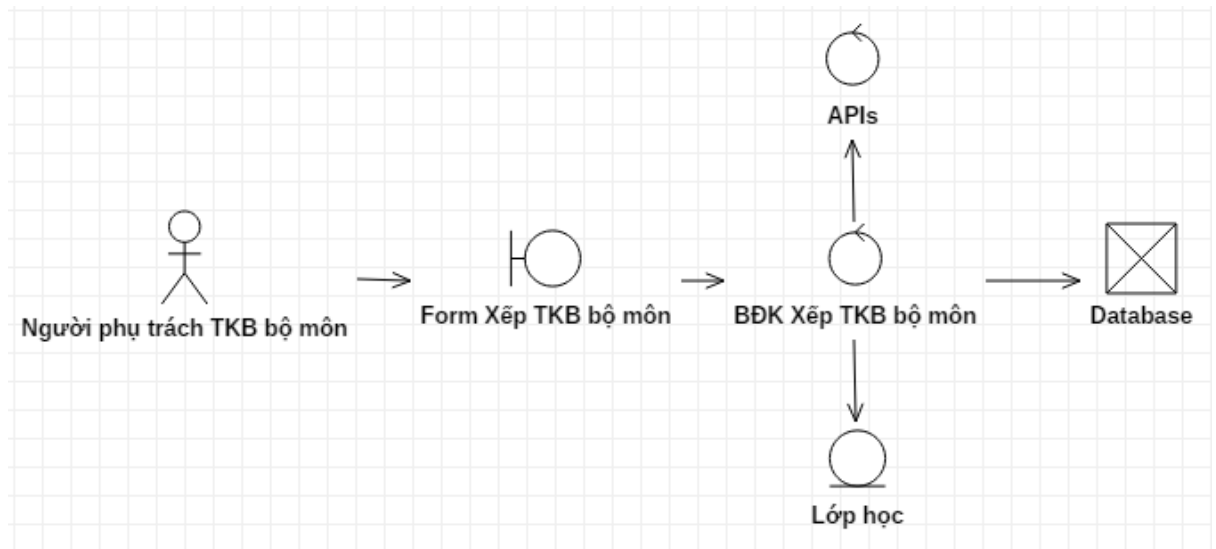 APIs
Người phụ trách TKB bộ môn
Form Xếp TKB bộ môn
BĐK Xếp TKB bộ môn
Database
Lớp học